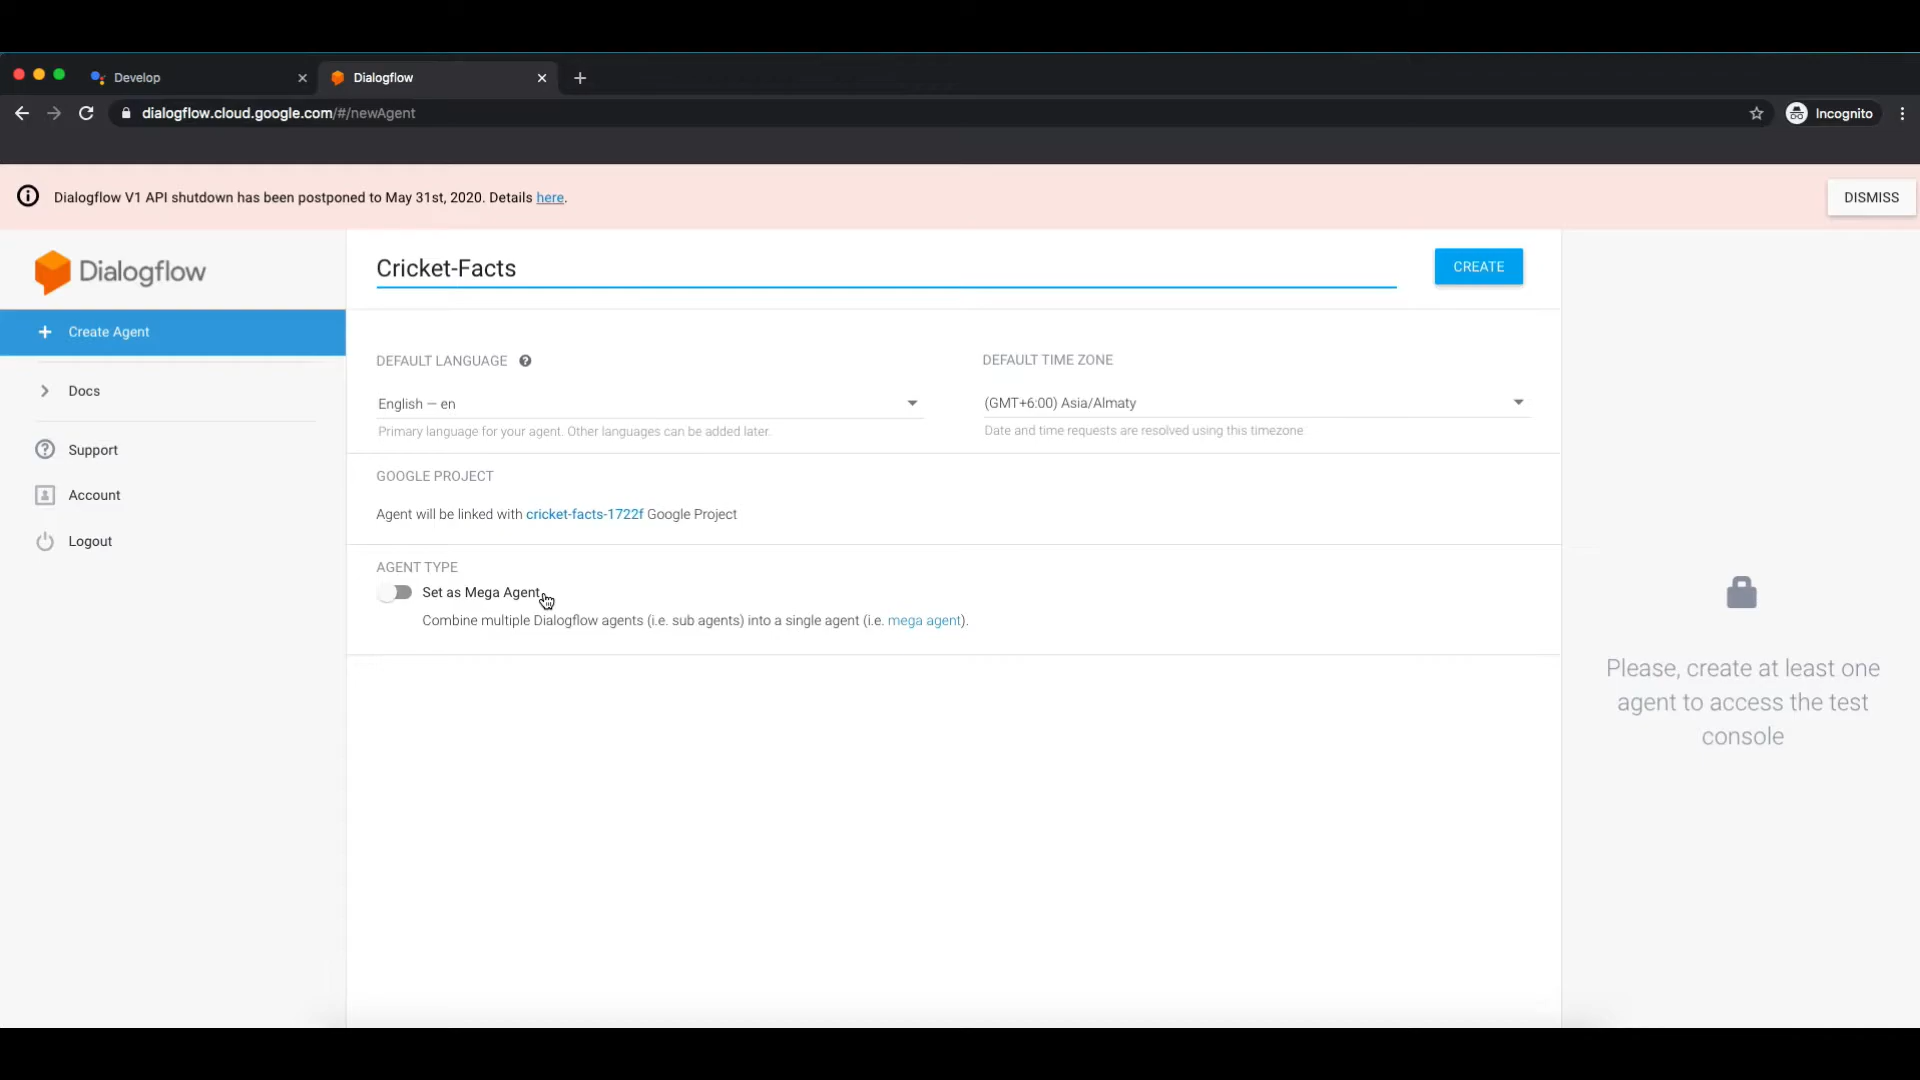 Develop
Dialogflow
dialogflow.cloud.google.com/#/newAgent
Incognito
Dialogflow V1 API shutdown has been postponed to May 31st, 2020. Details here.
DISMISS
Dialogflow
Cricket-Facts
CREATE
Create Agent
DEFAULT LANGUAGE
DEFAULT TIME ZONE
Docs
English — en
(GMT+6:00) Asia/Almaty
Primary language for your agent. Other languages can be added later.
Date and time requests are resolved using this timezone.
Support
GOOGLE PROJECT
Account
Agent will be linked with cricket-facts-1722f Google Project
Logout
AGENT TYPE
Set as Mega Agent
Combine multiple Dialogflow agents (i.e. sub agents) into a single agent (i.e. mega agent).
Please, create at least one
agent to access the test
console